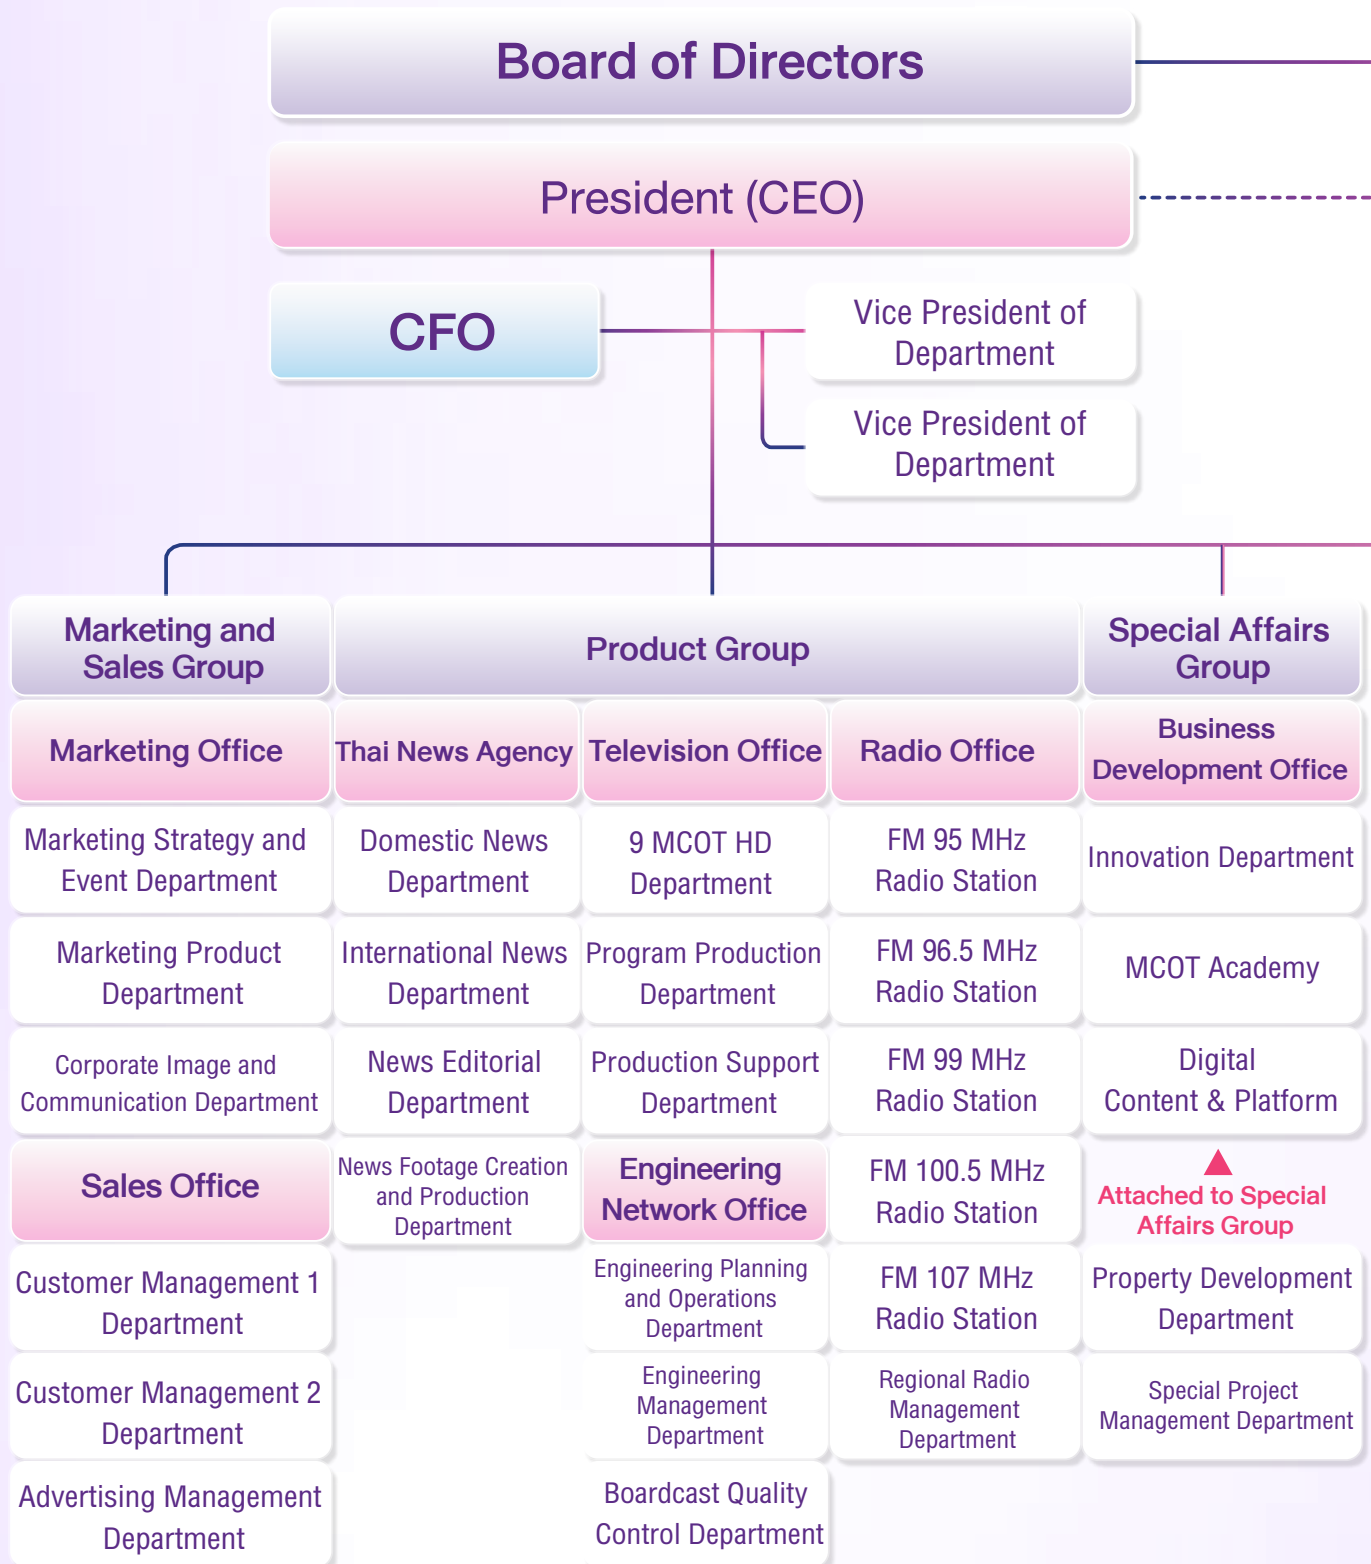 Board of Directors
President (CEO)
CFO
Vice President of
Department
Vice President of
Department
Marketing and
Sales Group
Product Group
Special Affairs
Group
Marketing Office
Thai News Agency
Television Office
Radio Office
Business
Development Office
Marketing Strategy and
Event Department
Domestic News
Department
9 MCOT HD
Department
FM 95 MHz
Radio Station
Innovation Department
Marketing Product
Department
International News
Department
Program Production
Department
FM 96.5 MHz
Radio Station
MCOT Academy
Corporate Image and
Communication Department
News Editorial
Department
Production Support
Department
FM 99 MHz
Radio Station
Digital
Content & Platform
Sales Office
News Footage Creation
and Production
Department
Engineering
Network Office
FM 100.5 MHz
Radio Station
Attached to Special
Affairs Group
Customer Management 1
Department
Engineering Planning
and Operations
Department
FM 107 MHz
Radio Station
Property Development
Department
Customer Management 2
Department
Engineering
Management
Department
Regional Radio
Management
Department
Special Project
Management Department
Advertising Management
Department
Boardcast Quality
Control Department